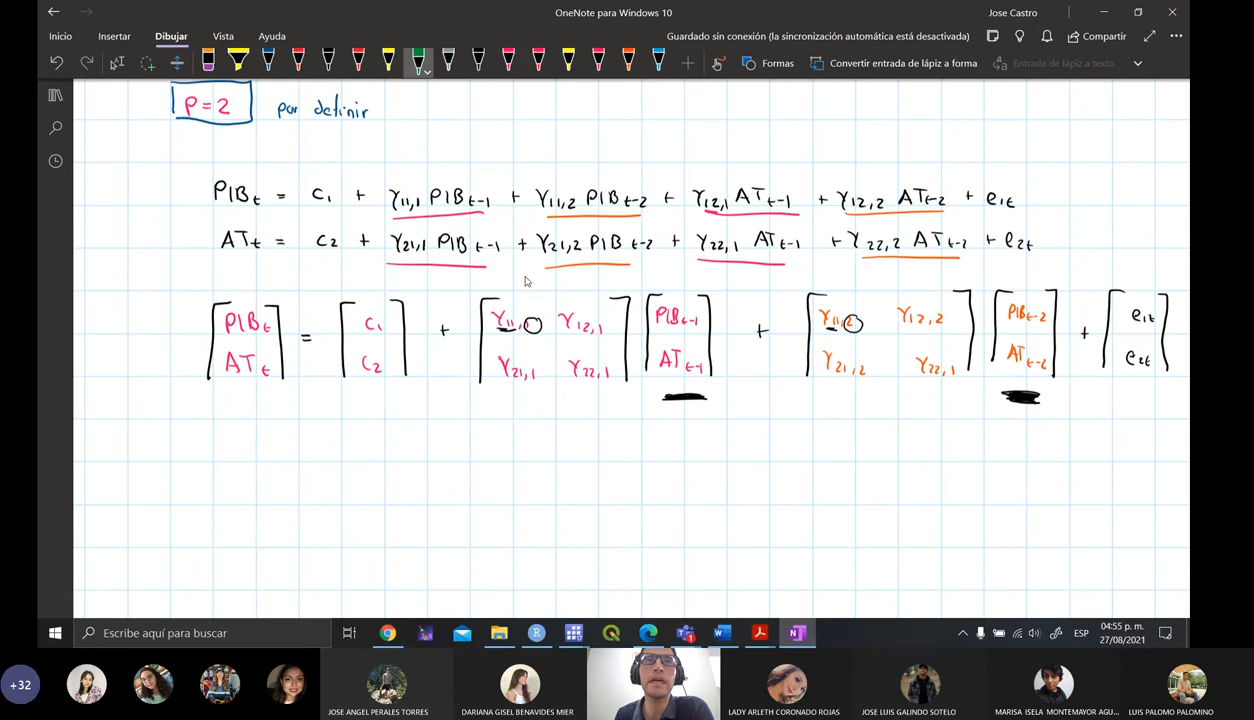 OneNote para Windows 10
Jose Castro
Inicio Insertar Dibujar Vista Ayuda
Guardado sin conexión (la sincronización automática está desactivada)
Compartir
Formas
Convertir entrada de lápiz a forma
Entrada de lápiz a texto
P=2 por definir
PIBt = c1 + γ11,1 PIBt-1 + γ11,2 PIBt-2 + γ12,1 ATt-1 + γ12,2 ATt-2 + e1t
ATt = c2 + γ21,1 PIBt-1 + γ21,2 PIBt-2 + γ22,1 ATt-1 + γ22,2 ATt-2 + e2t
[PIBt] = [c1] + [γ11,1 γ12,1] [PIBt-1] + [γ11,2 γ12,2] [PIBt-2] + [e1t]
[ATt] [c2] [γ21,1 γ22,1] [ATt-1] [γ21,2 γ22,1] [ATt-2] [e2t]
Escribe aquí para buscar
ESP
04:55 p. m.
27/08/2021
+32
JOSE ANGEL PERALES TORRES
DARIANA GISEL BENAVIDES MIER
LADY ARLETH CORONADO ROJAS
JOSE LUIS GALINDO SOTELO
MARISA ISELA MONTEMAYOR AGU...
LUIS PALOMO PALOMINO